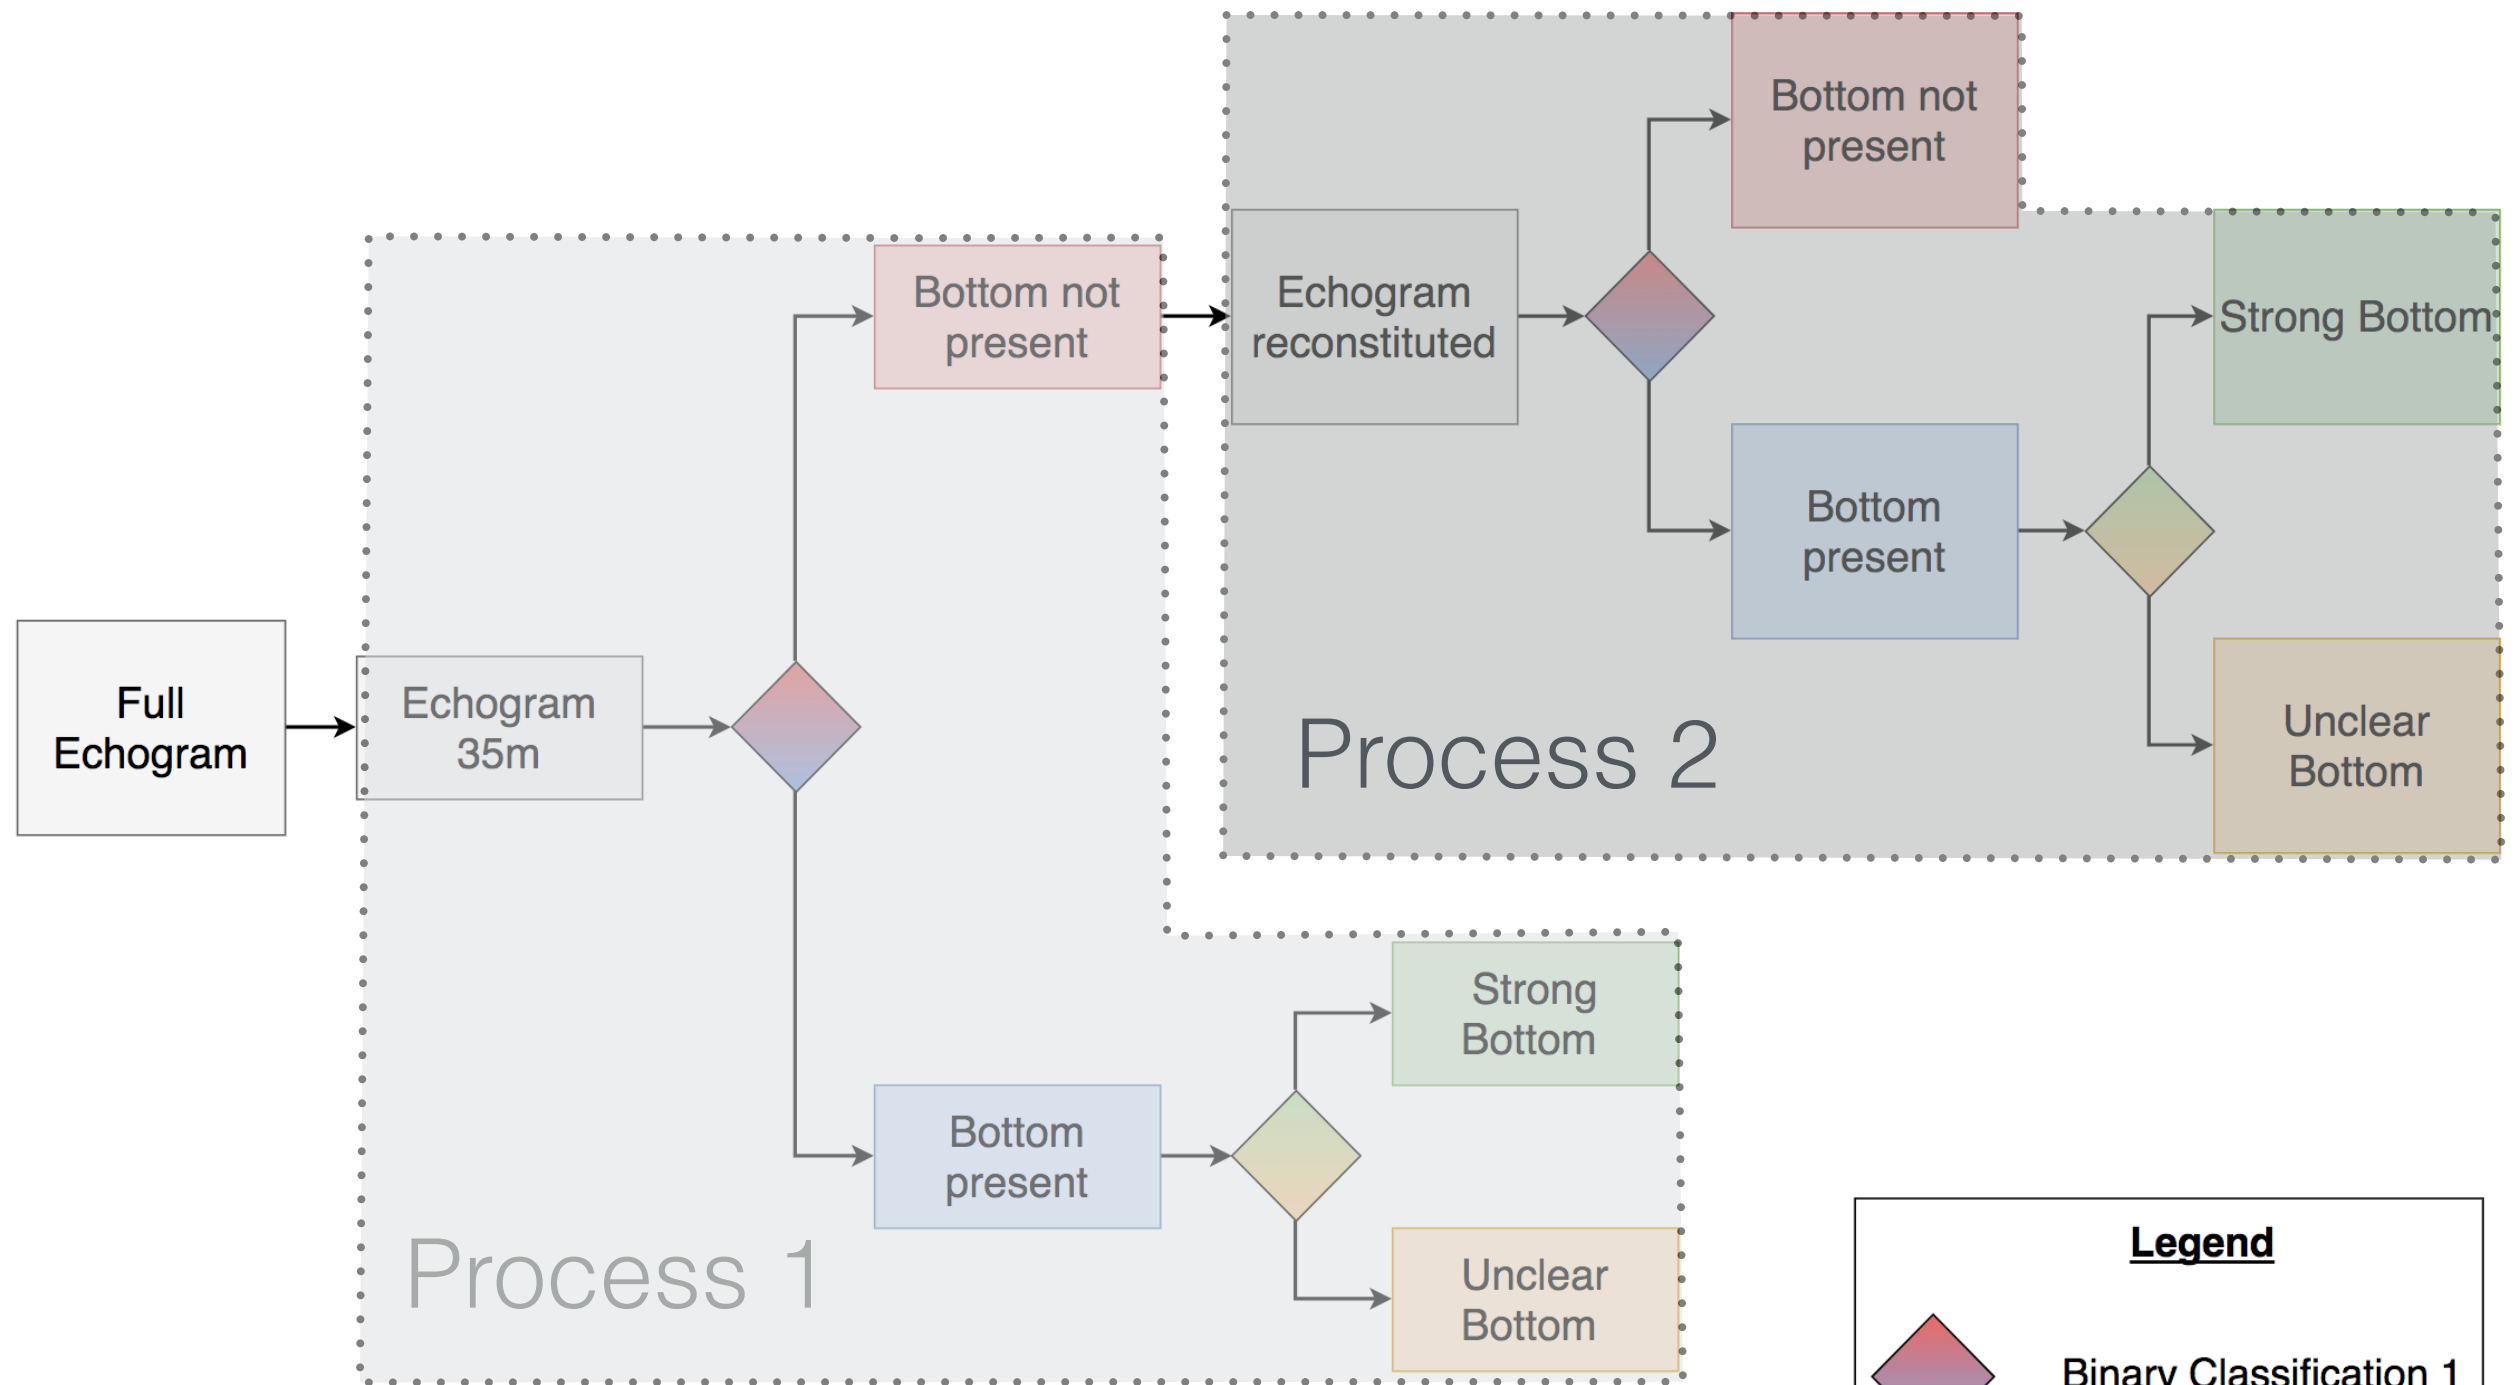 Full
Echogram
Echogram
35m
Bottom not
present
Bottom
present
Strong
Bottom
Unclear
Bottom
Process 1
Echogram
reconstituted
Bottom not
present
Bottom
present
Strong Bottom
Unclear
Bottom
Process 2
Legend
Binary Classification 1